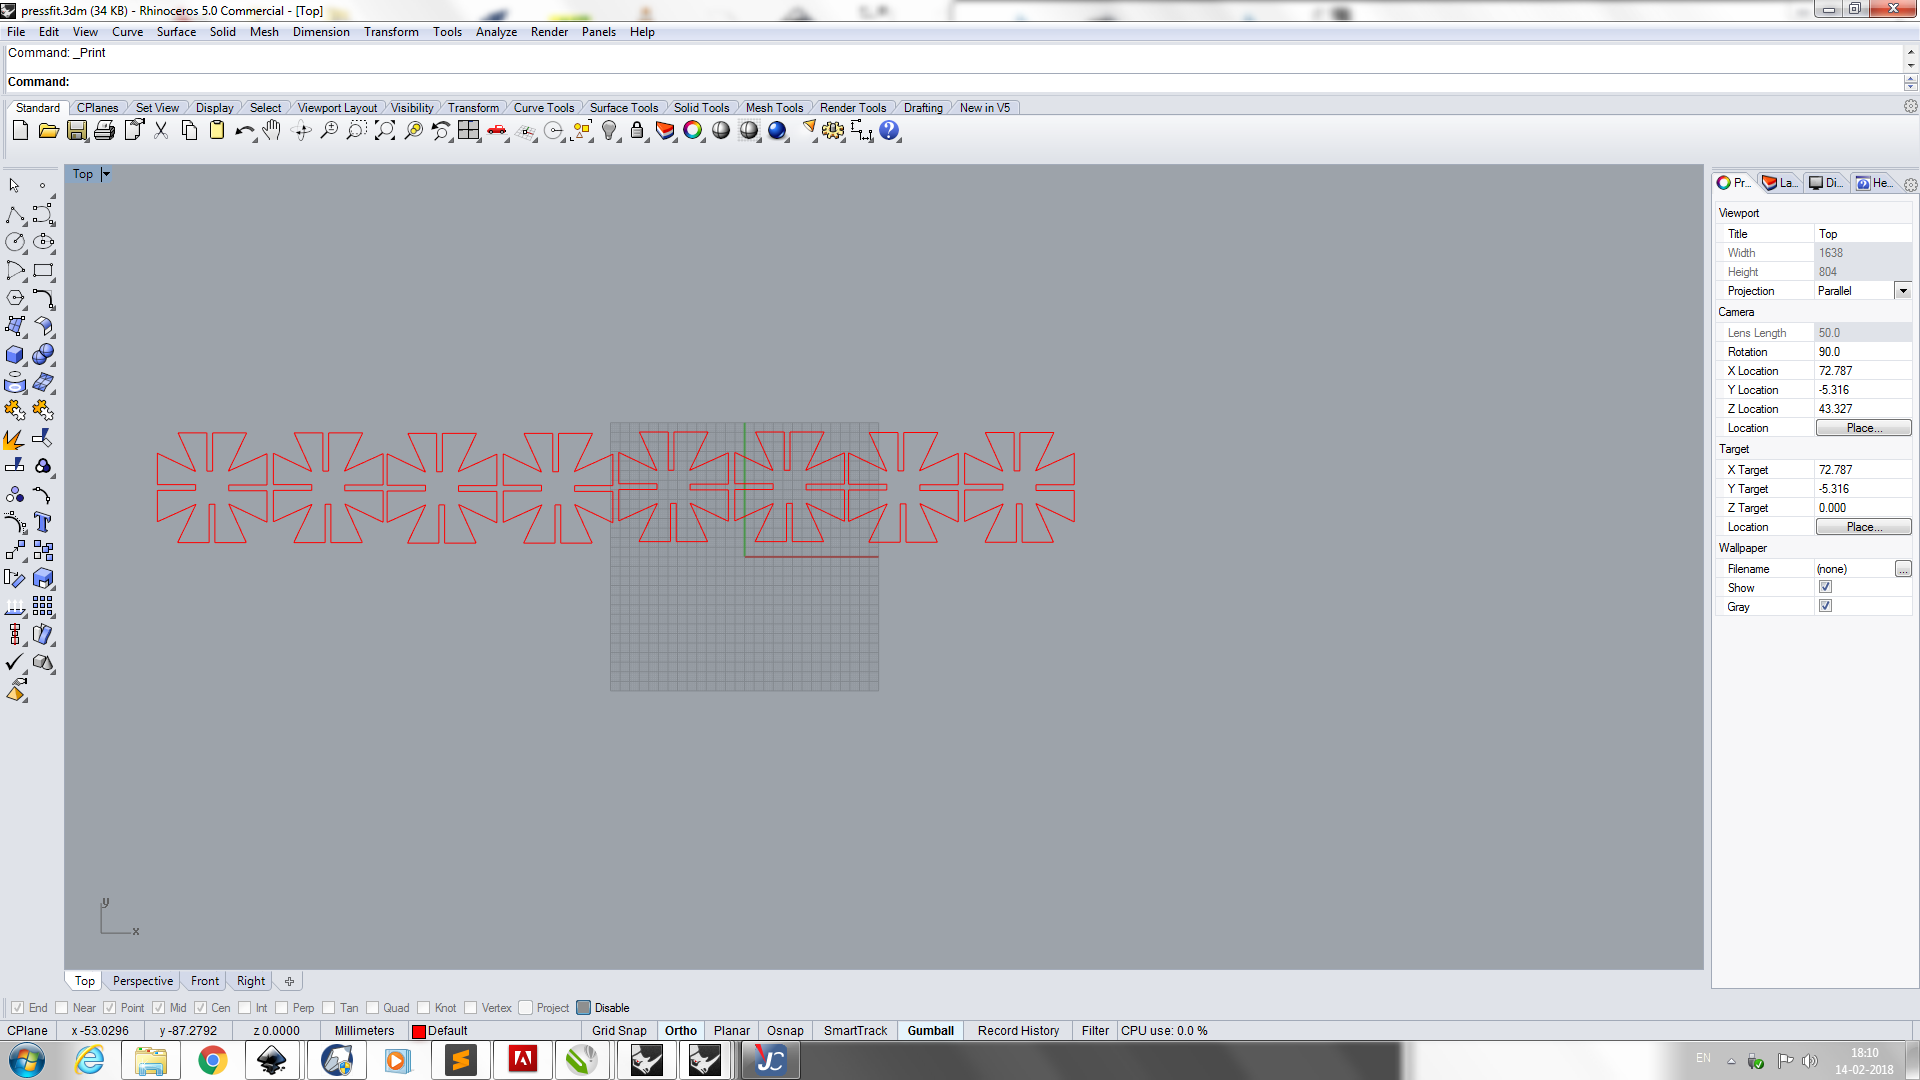 pressfit.3dm (34 KB) - Rhinoceros 5.0 Commercial - [Top]
File Edit View Curve Surface Solid Mesh Dimension Transform Tools Analyze Render Panels Help
Command: _Print
Command:
Standard CPlanes Set View Display Select Viewport Layout Visibility Transform Curve Tools Surface Tools Solid Tools Mesh Tools Render Tools Drafting New in V5
Top
Pr... La... Di... He...
Viewport
Title Top
Width 1638
Height 804
Projection Parallel
Camera
Lens Length 50.0
Rotation 90.0
X Location 72.787
Y Location -5.316
Z Location 43.327
Location Place...
Target
X Target 72.787
Y Target -5.316
Z Target 0.000
Location Place...
Wallpaper
Filename (none) ...
Show
Gray
y
x
Top Perspective Front Right
End Near Point Mid Cen Int Perp Tan Quad Knot Vertex Project Disable
CPlane x -53.0296 y -87.2792 z 0.0000 Millimeters Default Grid Snap Ortho Planar Osnap SmartTrack Gumball Record History Filter CPU use: 0.0 %
EN
18:10
14-02-2018